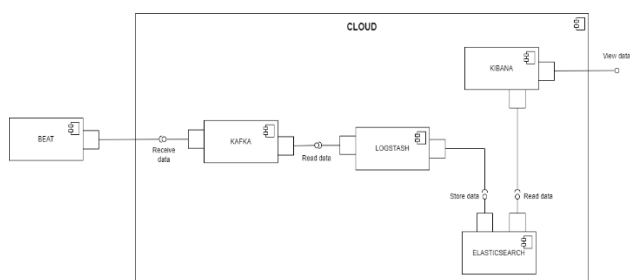 CLOUD
View data
KIBANA
BEAT
KAFKA
LOGSTASH
Receive
data
Read data
Store data
Read data
ELASTICSEARCH